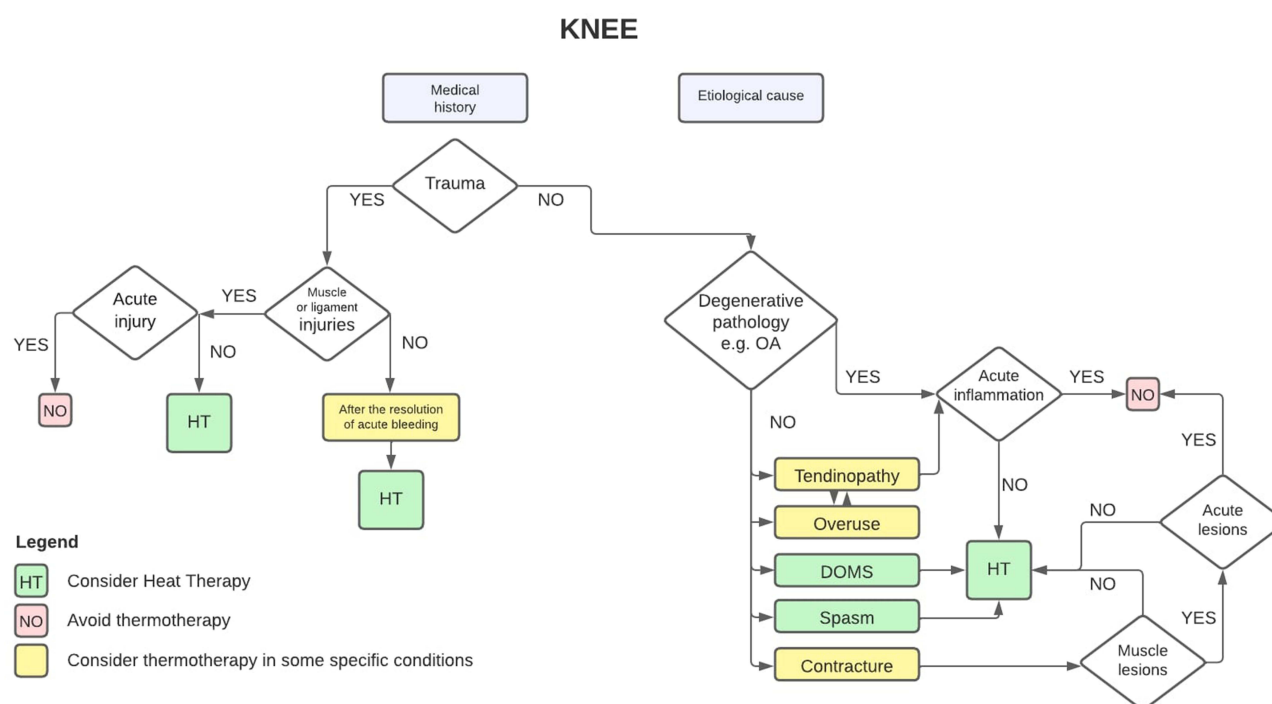 KNEE
Medical
history
Etiological cause
Trauma
YES
NO
Acute
injury
YES
Muscle
or ligament
injuries
Degenerative
pathology
e.g. OA
YES
NO
NO
NO
HT
After the resolution
of acute bleeding
HT
YES
Acute
inflammation
YES
NO
YES
NO
Tendinopathy
NO
Overuse
NO
Acute
lesions
DOMS
HT
NO
Spasm
YES
Contracture
Muscle
lesions
Legend
HT Consider Heat Therapy
NO Avoid thermotherapy
Consider thermotherapy in some specific conditions